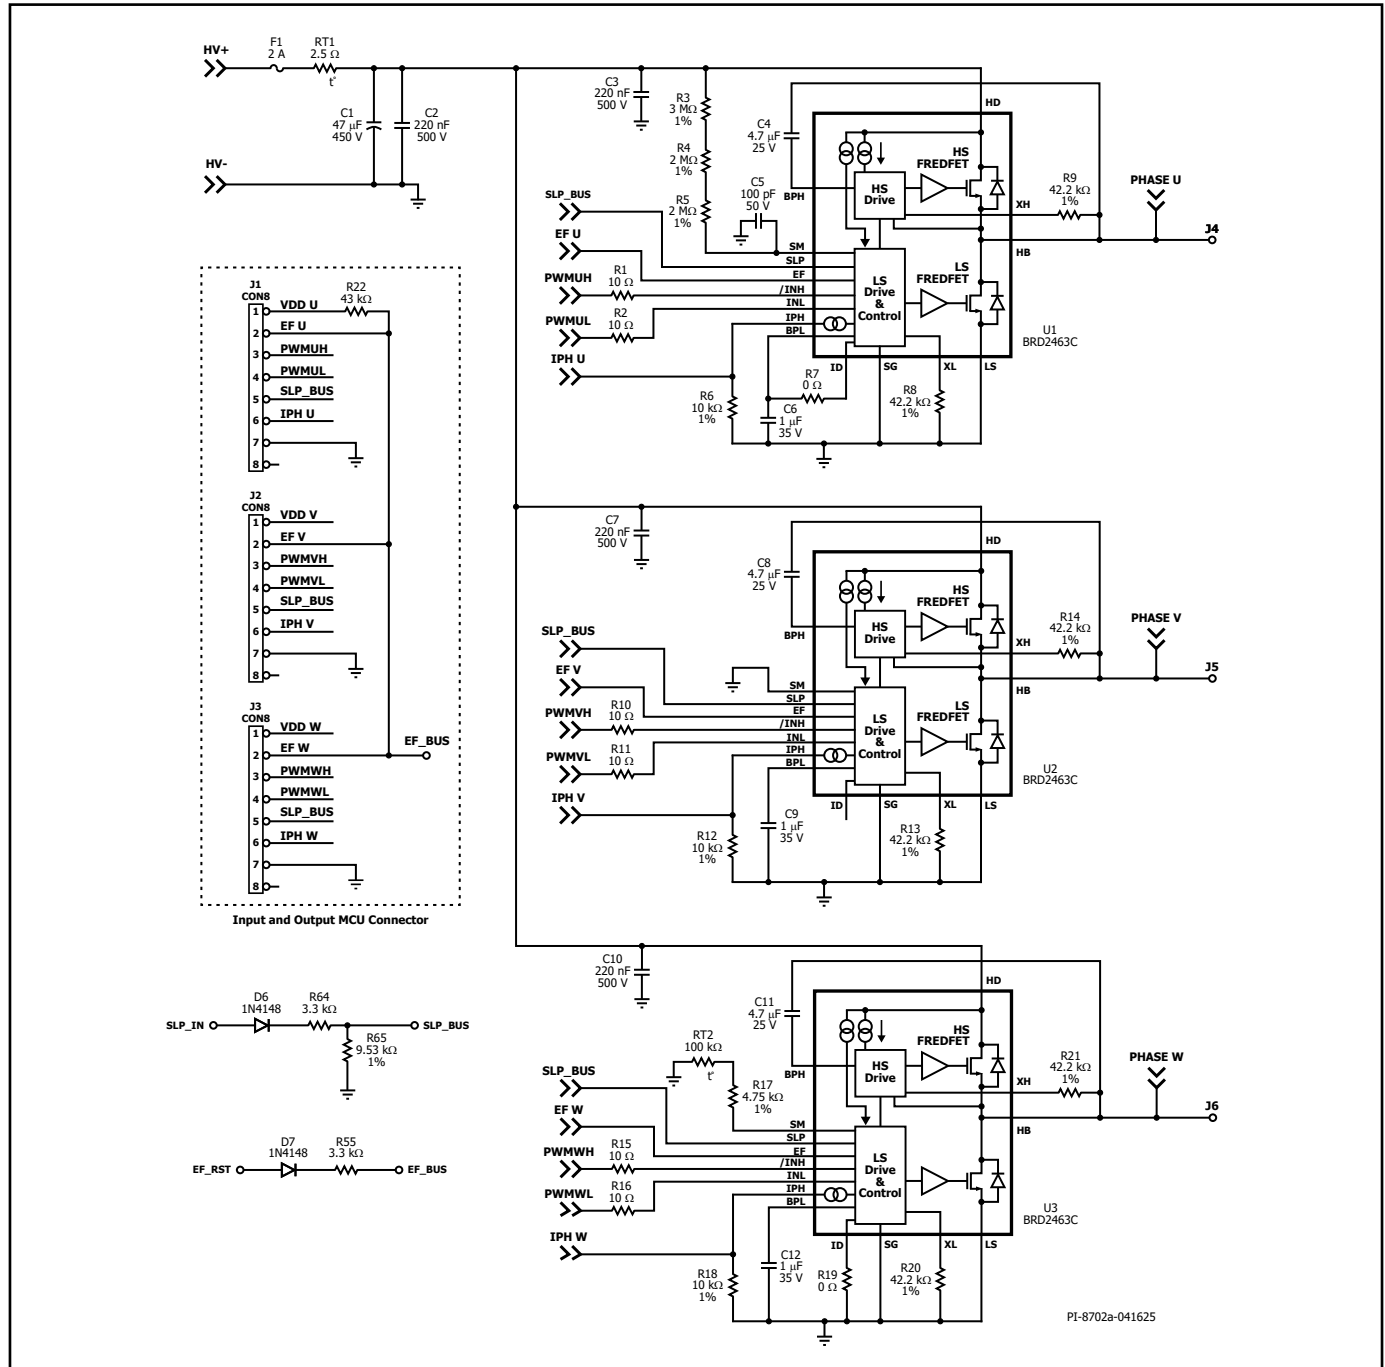 HV+
F1
2 A
RT1
2.5 Ω
t°
C1
47 µF
450 V
C2
220 nF
500 V
HV-
C3
220 nF
500 V
R3
3 MΩ
1%
R4
2 MΩ
1%
R5
2 MΩ
1%
C5
100 pF
50 V
C4
4.7 µF
25 V
HD
HS
FREDFET
BPH
HS
Drive
XH
R9
42.2 kΩ
1%
PHASE U
J4
HB
SLP_BUS
EF U
PWMUH
R1
10 Ω
PWMUL
R2
10 Ω
IPH U
SM
SLP
EF
/INH
INL
IPH
BPL
LS
Drive
&
Control
LS
FREDFET
U1
BRD2463C
ID
SG
XL
LS
R7
0 Ω
R6
10 kΩ
1%
C6
1 µF
35 V
R8
42.2 kΩ
1%
J1
CON8
R22
43 kΩ
1 VDD U
2 EF U
3 PWMUH
4 PWMUL
5 SLP_BUS
6 IPH U
7
8
J2
CON8
1 VDD V
2 EF V
3 PWMVH
4 PWMVL
5 SLP_BUS
6 IPH V
7
8
J3
CON8
1 VDD W
2 EF W
3 PWMWH
4 PWMWL
5 SLP_BUS
6 IPH W
7
8
EF_BUS
Input and Output MCU Connector
C7
220 nF
500 V
C8
4.7 µF
25 V
HD
HS
FREDFET
BPH
HS
Drive
XH
R14
42.2 kΩ
1%
PHASE V
J5
HB
SLP_BUS
EF V
PWMVH
R10
10 Ω
PWMVL
R11
10 Ω
IPH V
SM
SLP
EF
/INH
INL
IPH
BPL
LS
Drive
&
Control
LS
FREDFET
U2
BRD2463C
ID
SG
XL
LS
R12
10 kΩ
1%
C9
1 µF
35 V
R13
42.2 kΩ
1%
SLP_IN
D6
1N4148
R64
3.3 kΩ
SLP_BUS
R65
9.53 kΩ
1%
EF_RST
D7
1N4148
R55
3.3 kΩ
EF_BUS
C10
220 nF
500 V
C11
4.7 µF
25 V
HD
HS
FREDFET
RT2
100 kΩ
t°
R17
4.75 kΩ
1%
BPH
HS
Drive
XH
R21
42.2 kΩ
1%
PHASE W
J6
HB
SLP_BUS
EF W
PWMWH
R15
10 Ω
PWMWL
R16
10 Ω
IPH W
SM
SLP
EF
/INH
INL
IPH
BPL
LS
Drive
&
Control
LS
FREDFET
U3
BRD2463C
ID
SG
XL
LS
R18
10 kΩ
1%
C12
1 µF
35 V
R19
0 Ω
R20
42.2 kΩ
1%
PI-8702a-041625